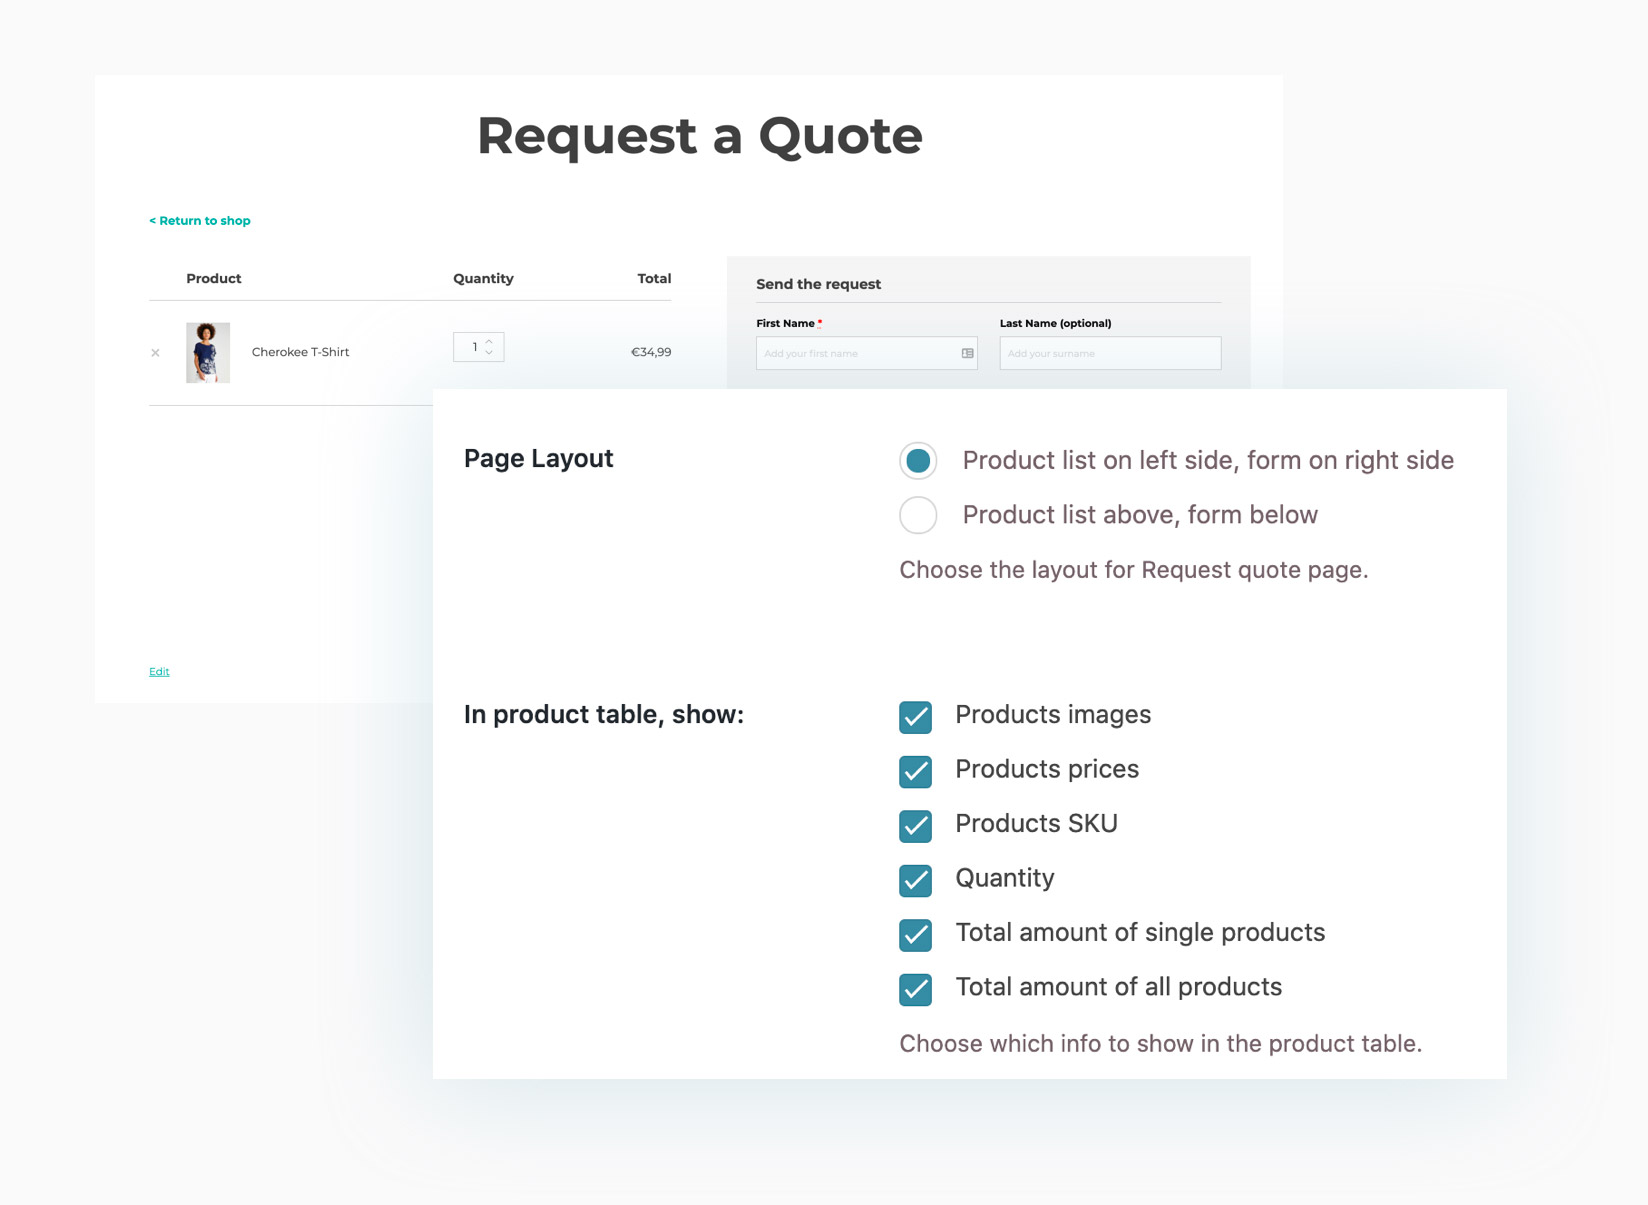 Request a Quote
< Return to shop
Product Quantity Total
Cherokee T-Shirt 1 €34,99
Send the request
First Name * Last Name (optional)
Add your first name Add your surname
Edit
Page Layout
Product list on left side, form on right side
Product list above, form below
Choose the layout for Request quote page.
In product table, show:
Products images
Products prices
Products SKU
Quantity
Total amount of single products
Total amount of all products
Choose which info to show in the product table.